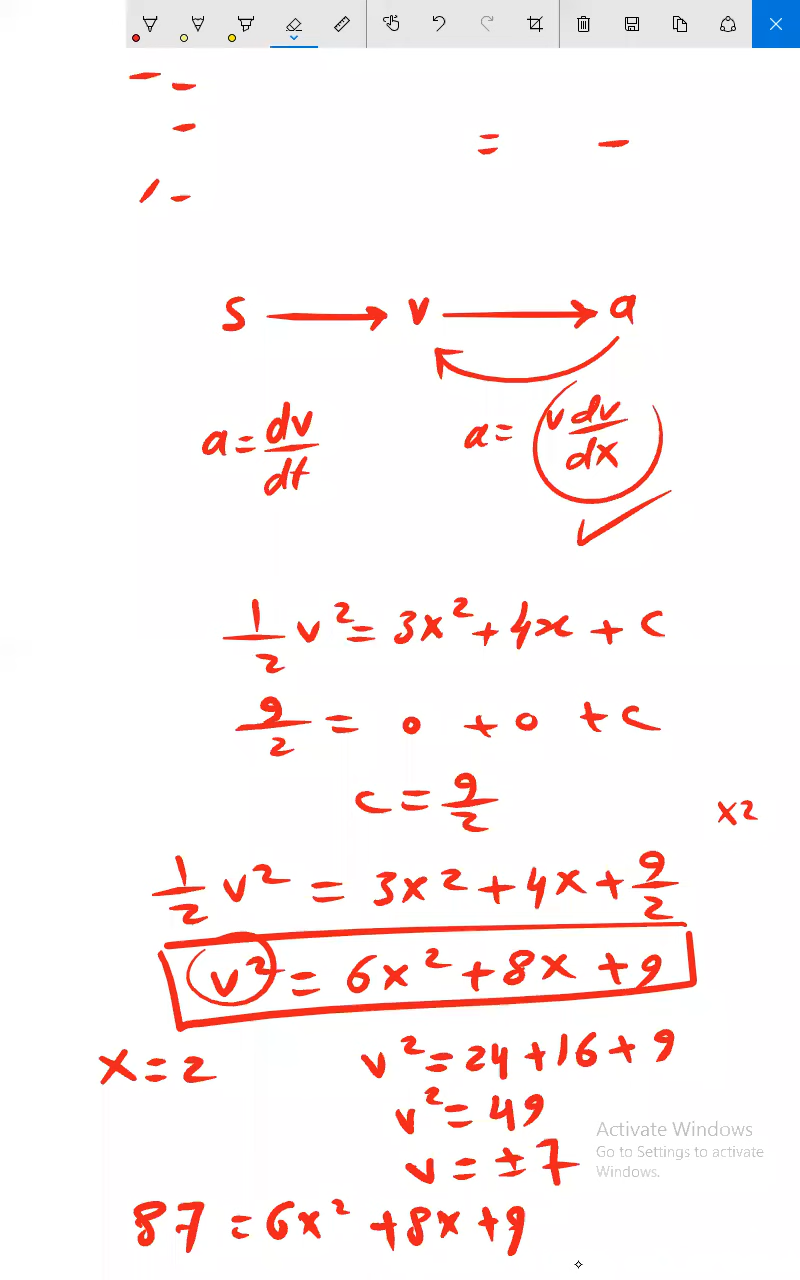 S → v → a
a = dv/dt a = v dv/dx ✓
1/2 v² = 3x² + 4x + c
9/2 = 0 + 0 + c
c = 9/2
x2
1/2 v² = 3x² + 4x + 9/2
v² = 6x² + 8x + 9
x = 2 v² = 24 + 16 + 9
v² = 49
v = ±7
Activate Windows
Go to Settings to activate
Windows.
87 = 6x² + 8x + 9